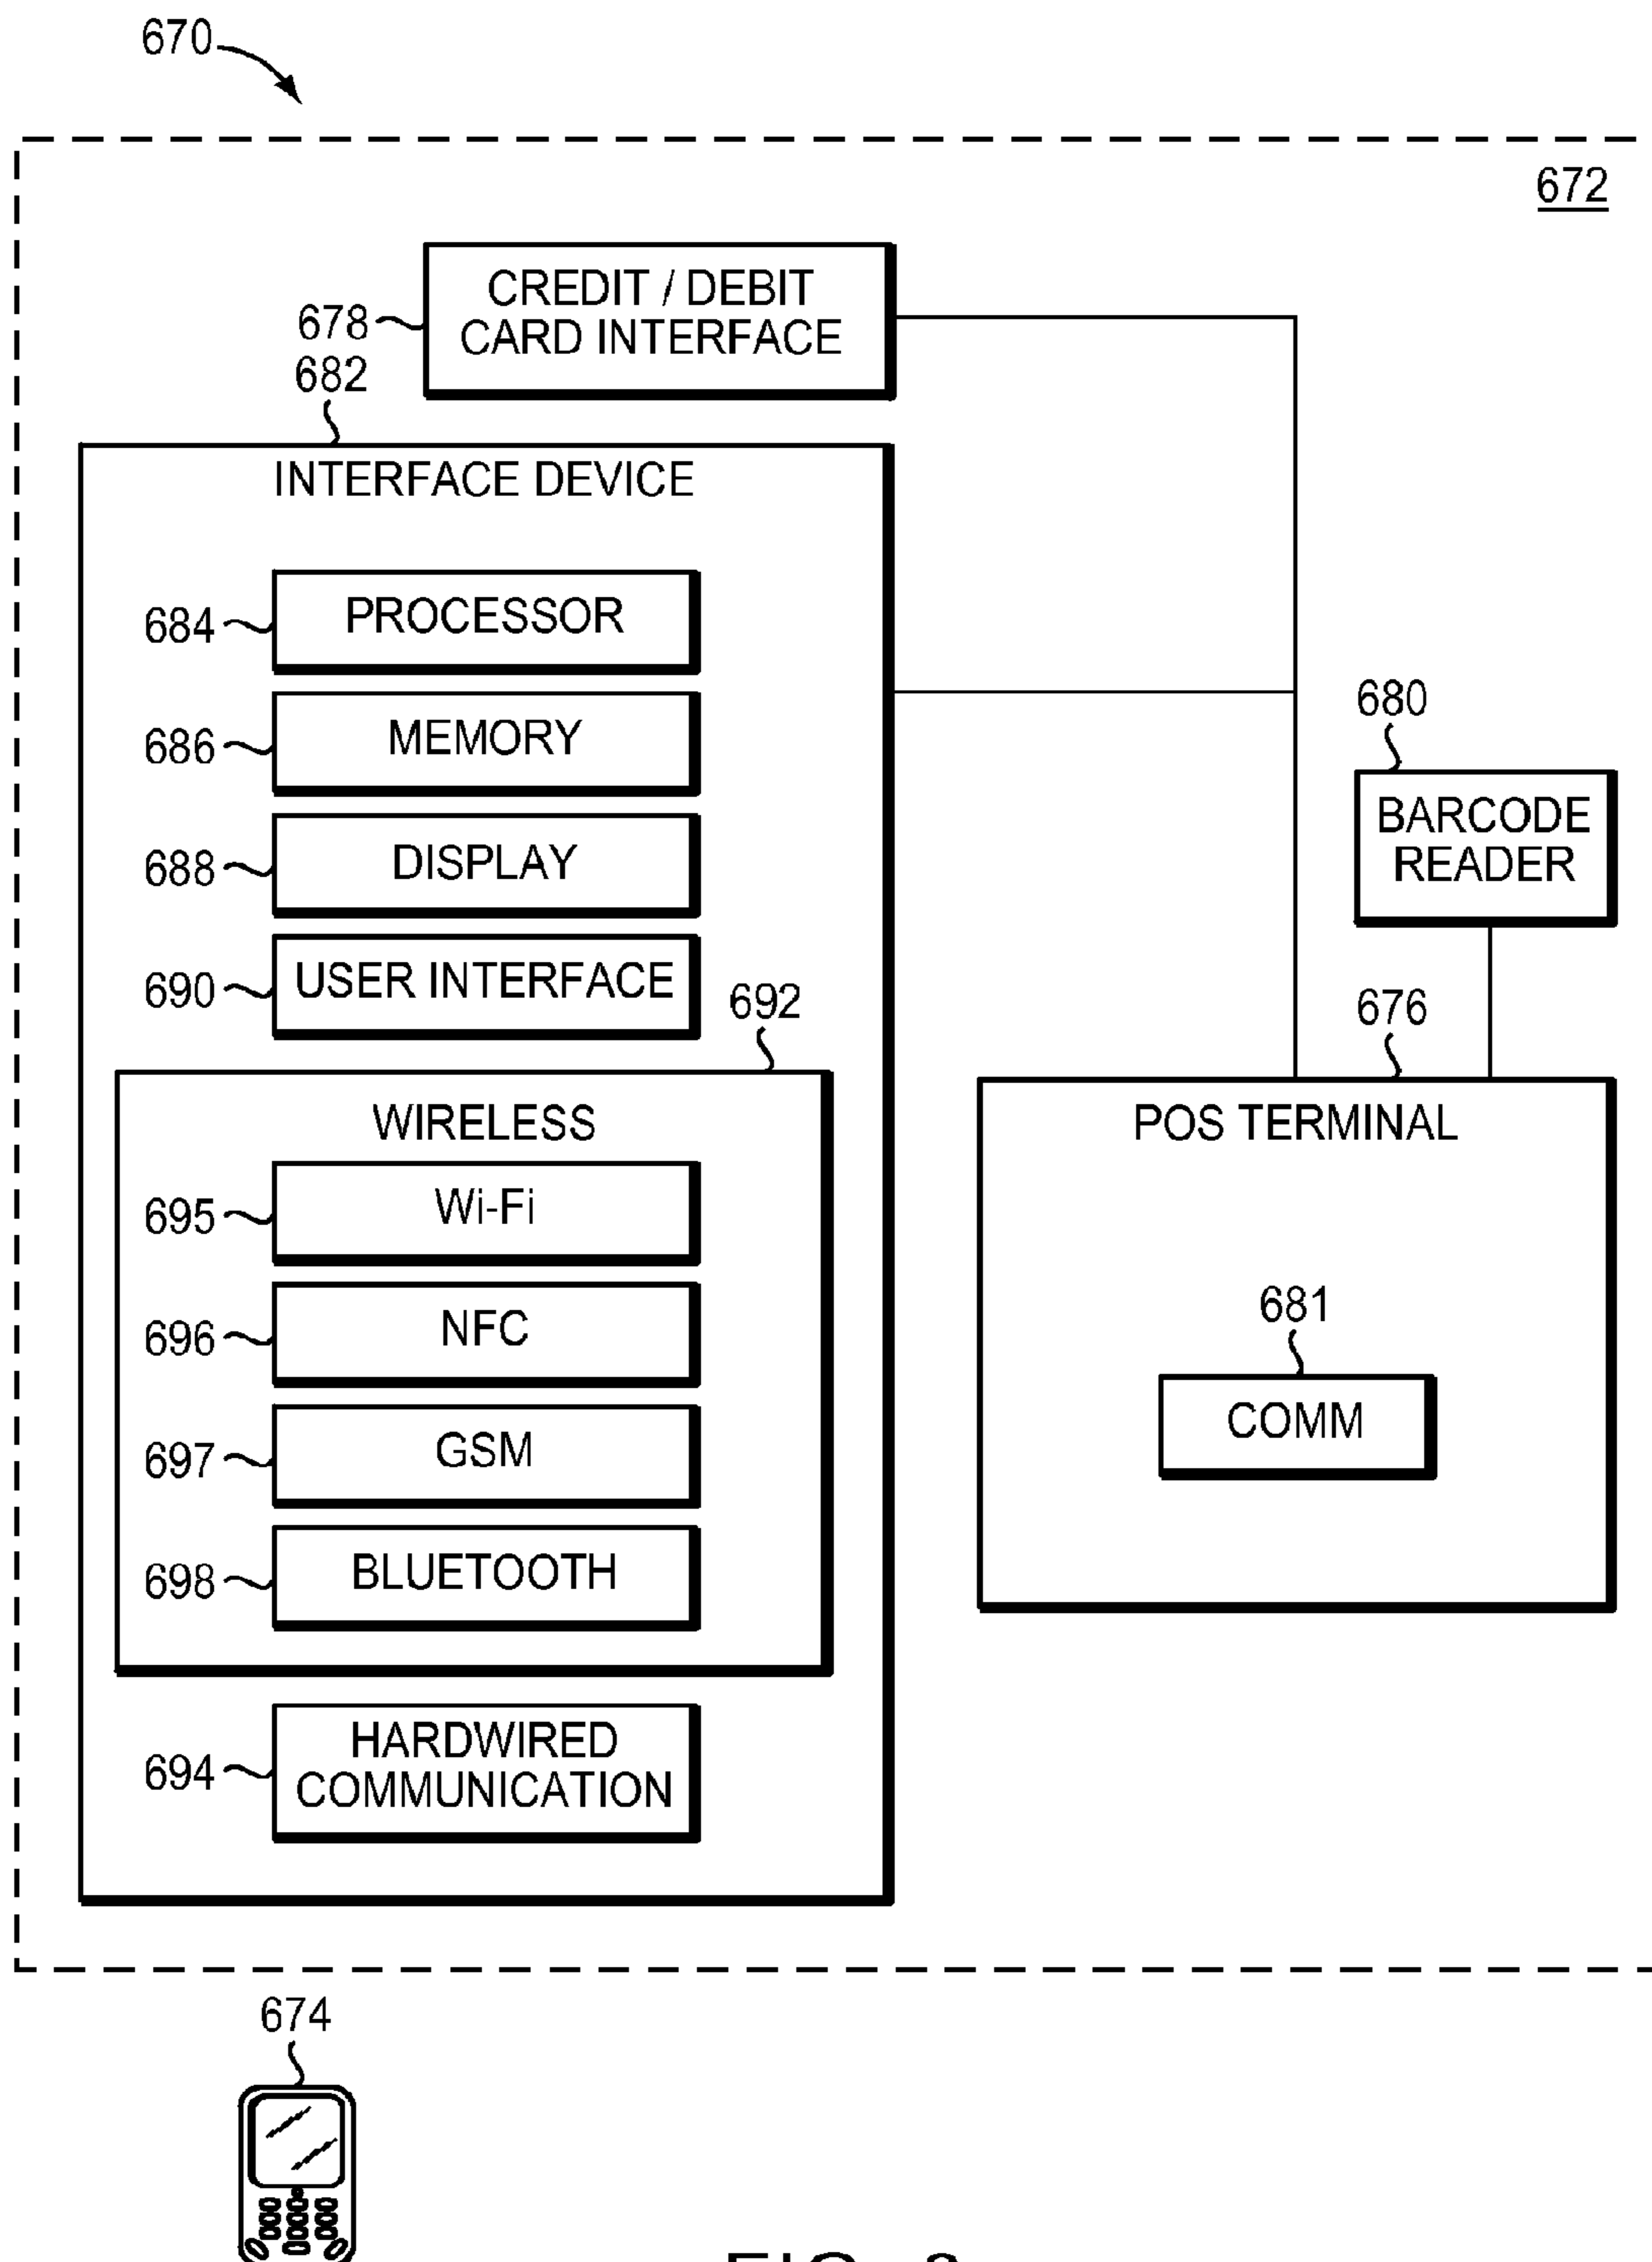 670
672
CREDIT / DEBIT
CARD INTERFACE
678
682
INTERFACE DEVICE
684
PROCESSOR
686
MEMORY
688
DISPLAY
690
USER INTERFACE
692
WIRELESS
695
Wi-Fi
696
NFC
697
GSM
698
BLUETOOTH
694
HARDWIRED
COMMUNICATION
680
BARCODE
READER
676
POS TERMINAL
681
COMM
674